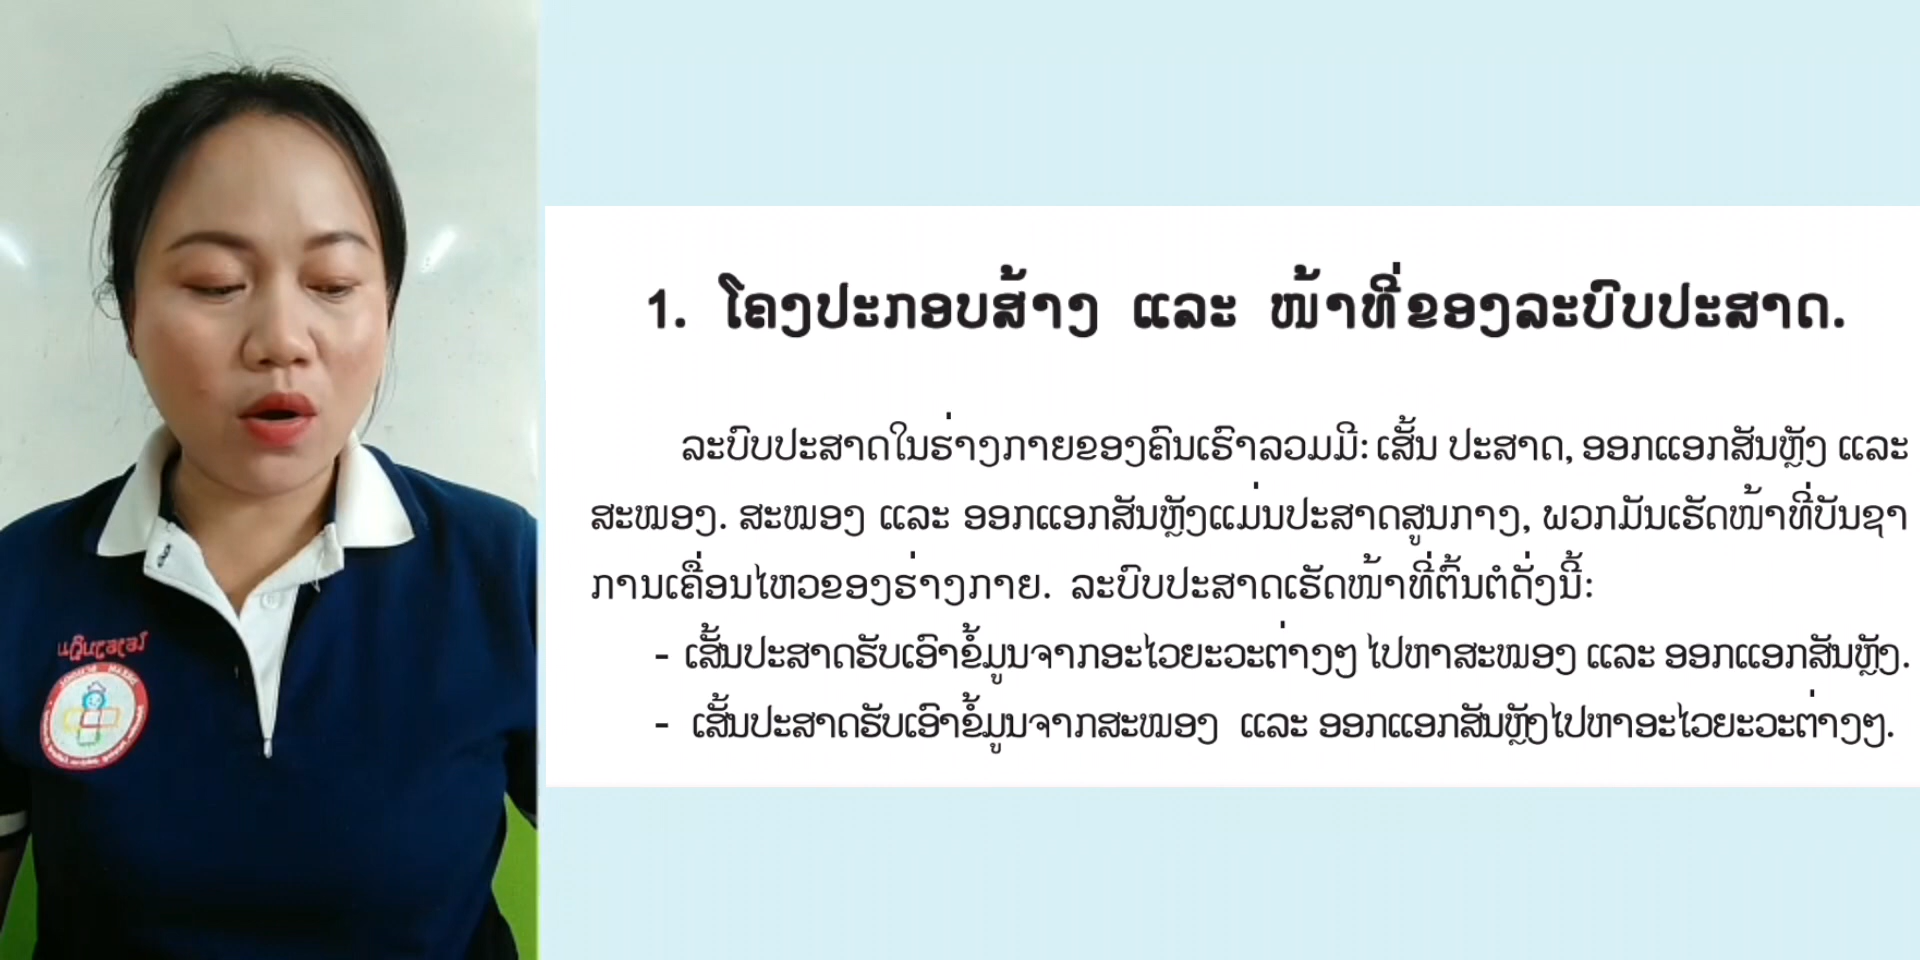 1. ໂຄງປະກອບສ້າງ ແລະ ໜ້າທີ່ຂອງລະບົບປະສາດ.
ລະບົບປະສາດໃນຮ່າງກາຍຂອງຄົນເຮົາລວມມີ: ເສັ້ນ ປະສາດ, ອອກແອກສັນຫຼັງ ແລະ
ສະໝອງ. ສະໝອງ ແລະ ອອກແອກສັນຫຼັງແມ່ນປະສາດສູນກາງ, ພວກມັນເຮັດໜ້າທີ່ບັນຊາ
ການເຄື່ອນໄຫວຂອງຮ່າງກາຍ. ລະບົບປະສາດເຮັດໜ້າທີ່ຕົ້ນຕໍດັ່ງນີ້:
- ເສັ້ນປະສາດຮັບເອົາຂໍ້ມູນຈາກອະໄວຍະວະຕ່າງໆ ໄປຫາສະໝອງ ແລະ ອອກແອກສັນຫຼັງ.
- ເສັ້ນປະສາດຮັບເອົາຂໍ້ມູນຈາກສະໝອງ ແລະ ອອກແອກສັນຫຼັງໄປຫາອະໄວຍະວະຕ່າງໆ.